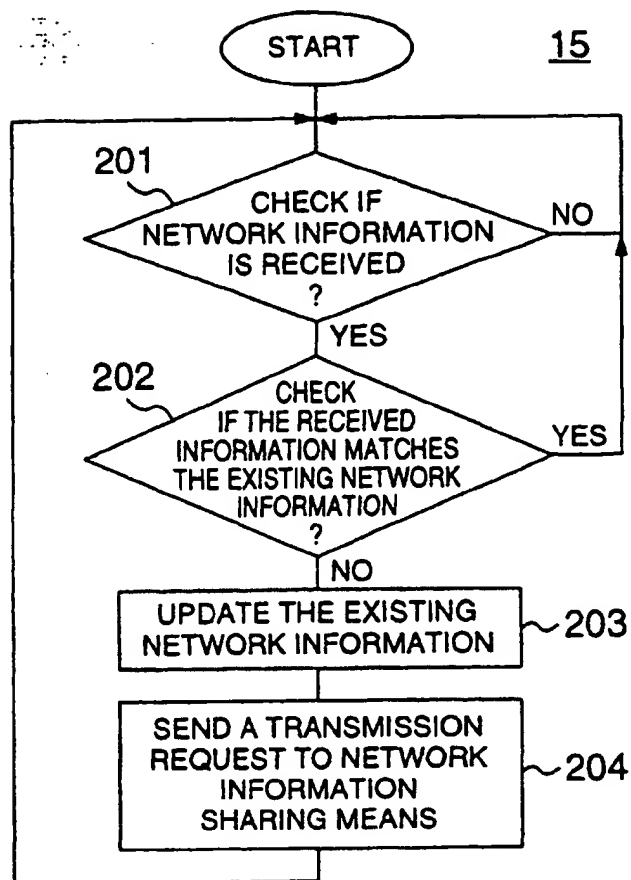 START
15
201
CHECK IF
NETWORK INFORMATION
IS RECEIVED
?
NO
YES
202
CHECK
IF THE RECEIVED
INFORMATION MATCHES
THE EXISTING NETWORK
INFORMATION
?
YES
NO
UPDATE THE EXISTING
NETWORK INFORMATION
203
SEND A TRANSMISSION
REQUEST TO NETWORK
INFORMATION
SHARING MEANS
204